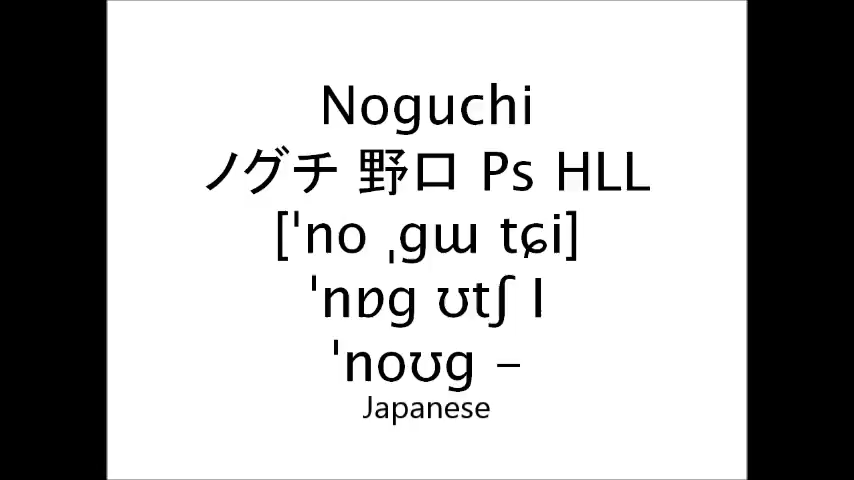 Noguchi
ノグチ 野口 Ps HLL
[ˈno ˌɡɯ tɕi]
ˈnɒɡ ʊtʃ I
ˈnoʊɡ –
Japanese